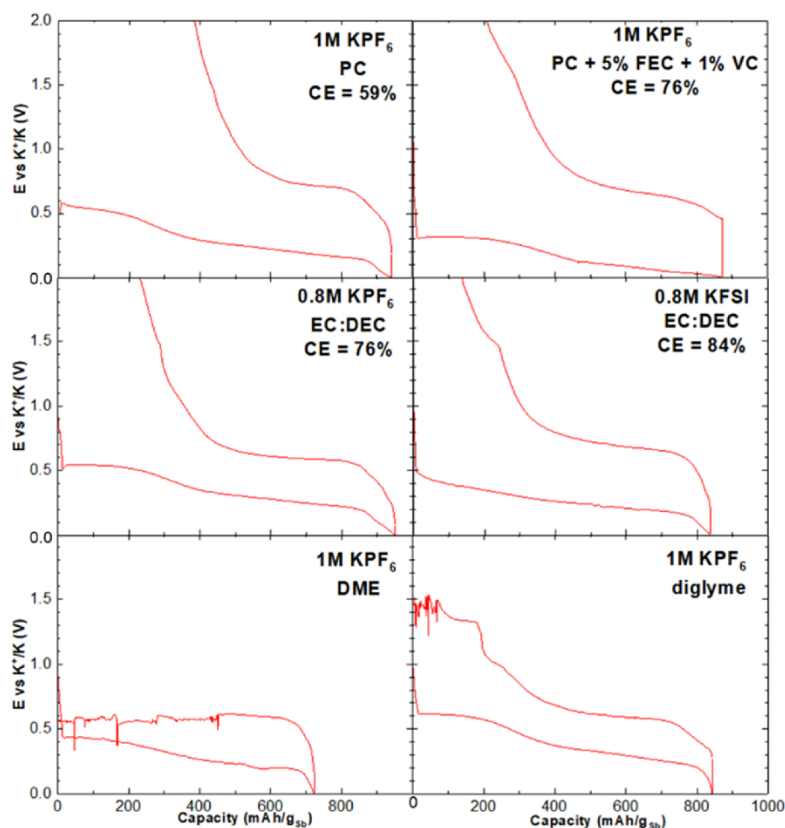 2.0
1.5
1.0
0.5
0.0
E vs K⁺/K (V)
1M KPF₆
PC
CE = 59%
1M KPF₆
PC + 5% FEC + 1% VC
CE = 76%
1.5
1.0
0.5
0.0
E vs K⁺/K (V)
0.8M KPF₆
EC:DEC
CE = 76%
0.8M KFSI
EC:DEC
CE = 84%
1.5
1.0
0.5
0.0
E vs K⁺/K (V)
1M KPF₆
DME
1M KPF₆
diglyme
0 200 400 600 800
0 200 400 600 800 1000
Capacity (mAh/gSb)
Capacity (mAh/gSb)